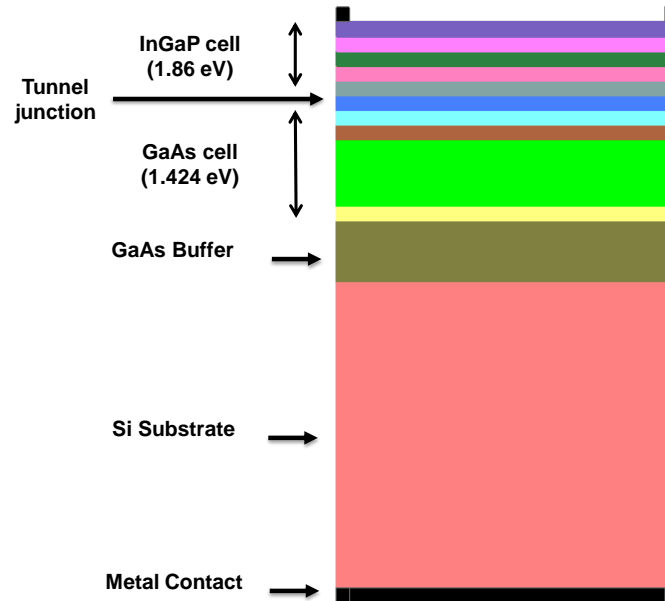 InGaP cell
(1.86 eV)
Tunnel
junction
GaAs cell
(1.424 eV)
GaAs Buffer
Si Substrate
Metal Contact